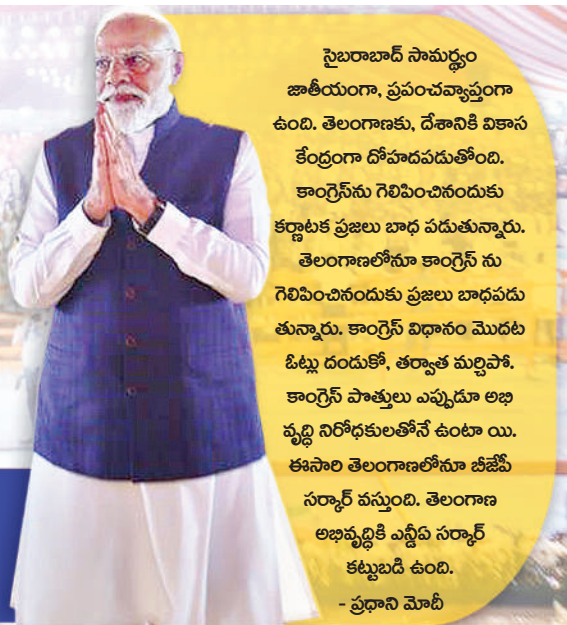 సైబరాబాద్ సామర్థ్యం
జాతీయంగా, ప్రపంచవ్యాప్తంగా
ఉంది. తెలంగాణకు, దేశానికి వికాస
కేంద్రంగా దోహదపడుతోంది.
కాంగ్రెస్‌ను గెలిపించినందుకు
కర్ణాటక ప్రజలు బాధ పడుతున్నారు.
తెలంగాణలోనూ కాంగ్రెస్ ను
గెలిపించినందుకు ప్రజలు బాధపడు
తున్నారు. కాంగ్రెస్ విధానం మొదట
ఓట్లు దండుకో, తర్వాత మర్చిపో.
కాంగ్రెస్ పొత్తులు ఎప్పుడూ అభి
వృద్ధి నిరోధకులతోనే ఉంటా యి.
ఈసారి తెలంగాణలోనూ బీజేపీ
సర్కార్ వస్తుంది. తెలంగాణ
అభివృద్ధికి ఎన్డీఏ సర్కార్
కట్టుబడి ఉంది.
- ప్రధాని మోదీ